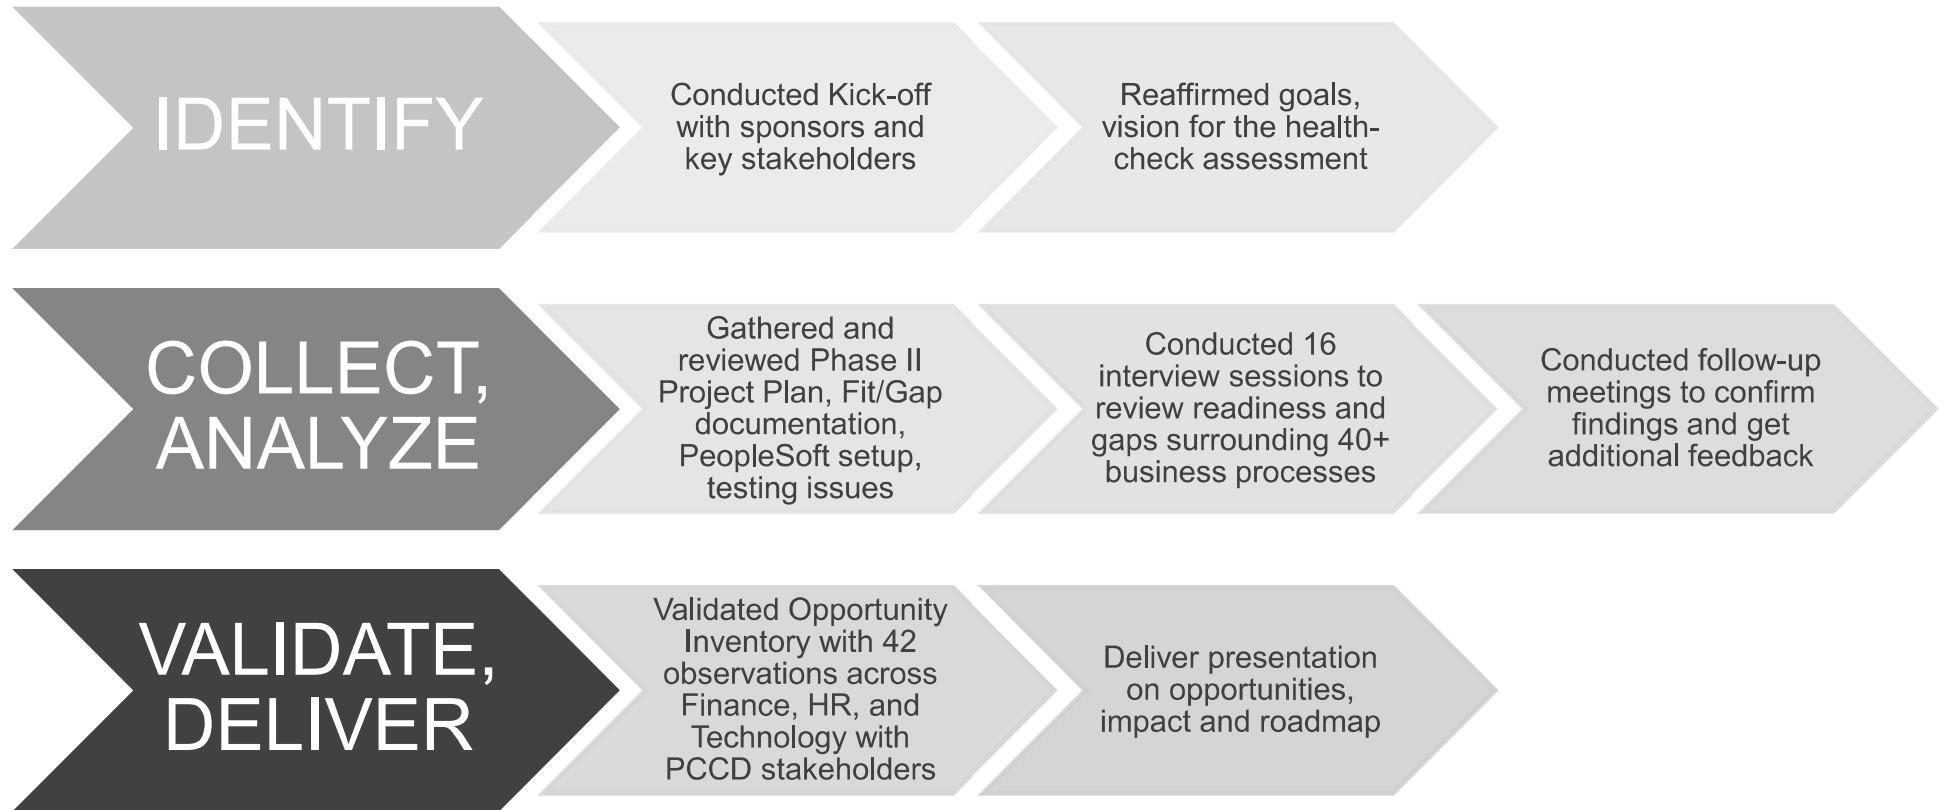 IDENTIFY
Conducted Kick-off
with sponsors and
key stakeholders
Reaffirmed goals,
vision for the health-
check assessment
COLLECT,
ANALYZE
Gathered and
reviewed Phase II
Project Plan, Fit/Gap
documentation,
PeopleSoft setup,
testing issues
Conducted 16
interview sessions to
review readiness and
gaps surrounding 40+
business processes
Conducted follow-up
meetings to confirm
findings and get
additional feedback
VALIDATE,
DELIVER
Validated Opportunity
Inventory with 42
observations across
Finance, HR, and
Technology with
PCCD stakeholders
Deliver presentation
on opportunities,
impact and roadmap